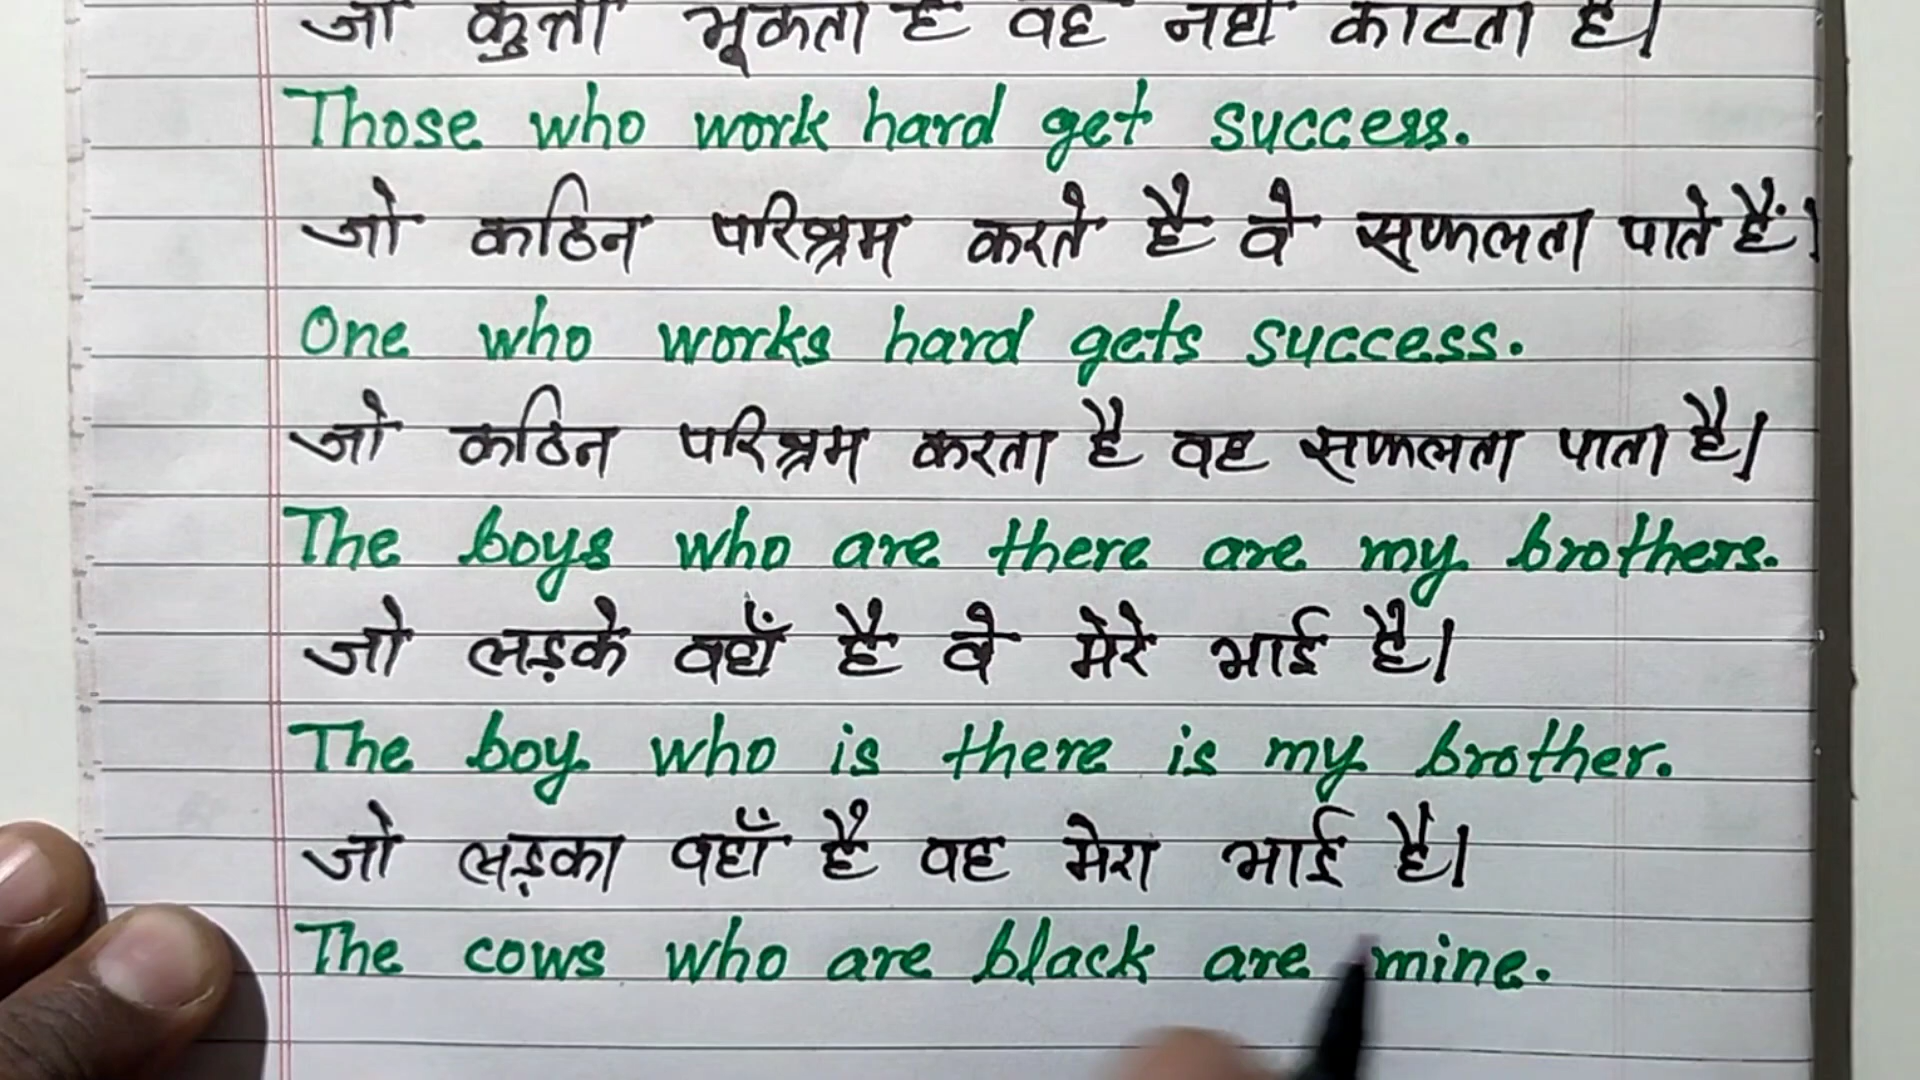 जो कुत्ता भूकता है वह नहीं काटता है।
Those who work hard get success.
जो कठिन परिश्रम करते है वे सफलता पाते हैं।
One who works hard gets success.
जो कठिन परिश्रम करता है वह सफलता पाता है।
The boys who are there are my brothers.
जो लड़के वहाँ है वे मेरे भाई है।
The boy who is there is my brother.
जो लड़का वहाँ है वह मेरा भाई है।
The cows who are black are mine.